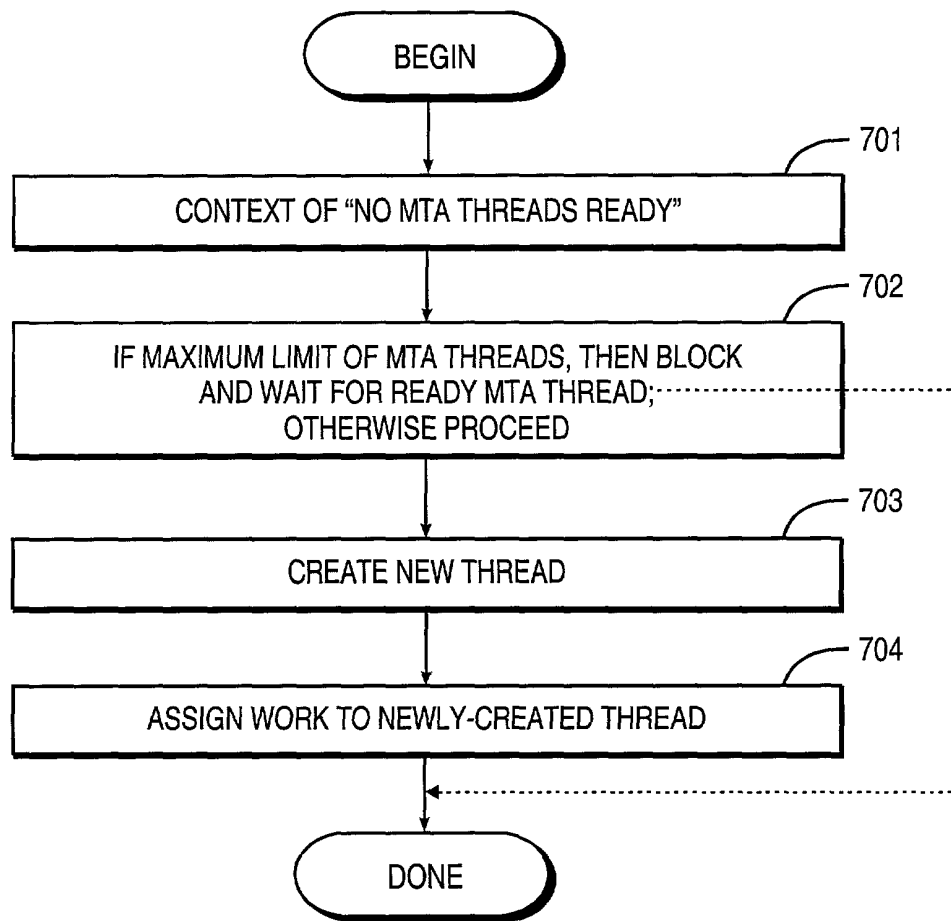 BEGIN
701
CONTEXT OF “NO MTA THREADS READY”
702
IF MAXIMUM LIMIT OF MTA THREADS, THEN BLOCK
AND WAIT FOR READY MTA THREAD;
OTHERWISE PROCEED
703
CREATE NEW THREAD
704
ASSIGN WORK TO NEWLY-CREATED THREAD
DONE